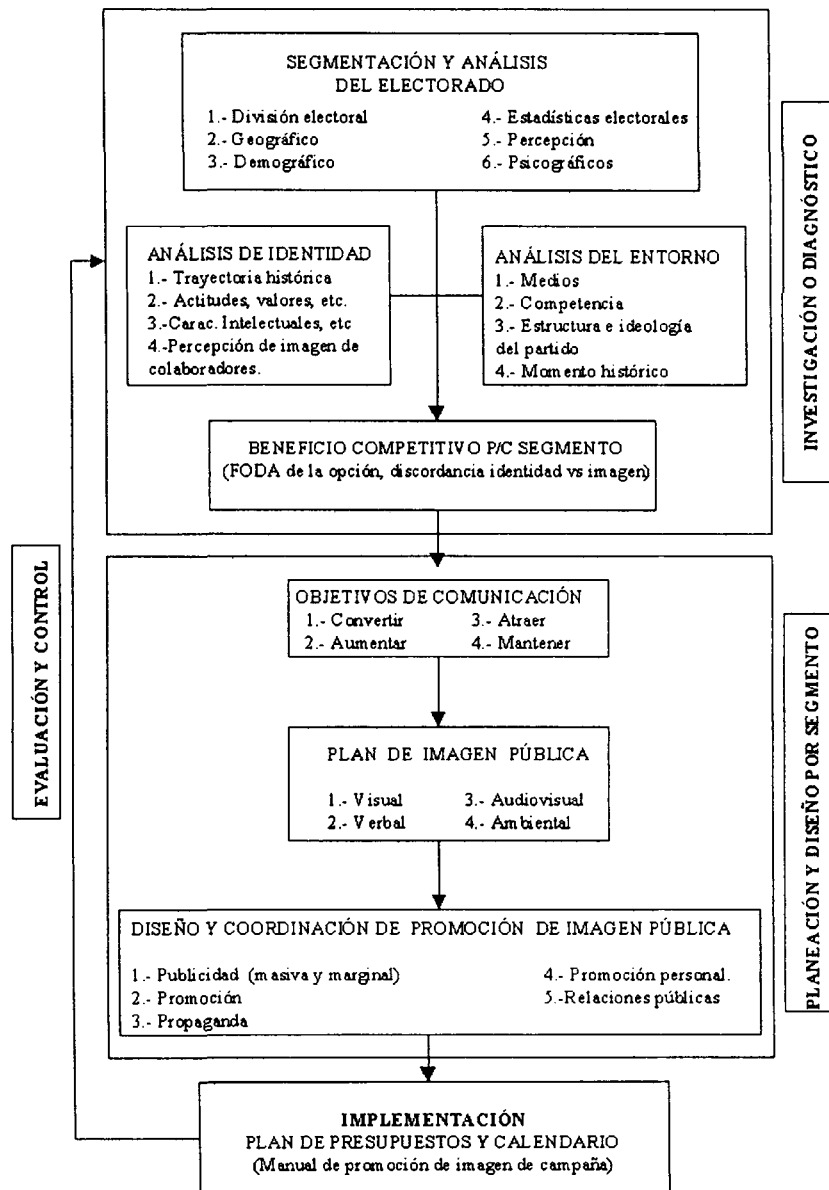 SEGMENTACIÓN Y ANÁLISIS
DEL ELECTORADO
1.- División electoral
2.- Geográfico
3.- Demográfico
4.- Estadísticas electorales
5.- Percepción
6.- Psicográficos
ANÁLISIS DE IDENTIDAD
1.- Trayectoria histórica
2.- Actitudes, valores, etc.
3.-Carac. Intelectuales, etc
4.-Percepción de imagen de
colaboradores.
ANÁLISIS DEL ENTORNO
1.- Medios
2.- Competencia
3.- Estructura e ideología
del partido
4.- Momento histórico
BENEFICIO COMPETITIVO P/C SEGMENTO
(FODA de la opción, discordancia identidad vs imagen)
INVESTIGACIÓN O DIAGNÓSTICO
OBJETIVOS DE COMUNICACIÓN
1.- Convertir
2.- Aumentar
3.- Atraer
4.- Mantener
PLAN DE IMAGEN PÚBLICA
1.- Visual
2.- Verbal
3.- Audiovisual
4.- Ambiental
DISEÑO Y COORDINACIÓN DE PROMOCIÓN DE IMAGEN PÚBLICA
1.- Publicidad (masiva y marginal)
2.- Promoción
3.- Propaganda
4.- Promoción personal.
5.-Relaciones públicas
PLANEACIÓN Y DISEÑO POR SEGMENTO
EVALUACIÓN Y CONTROL
IMPLEMENTACIÓN
PLAN DE PRESUPUESTOS Y CALENDARIO
(Manual de promoción de imagen de campaña)